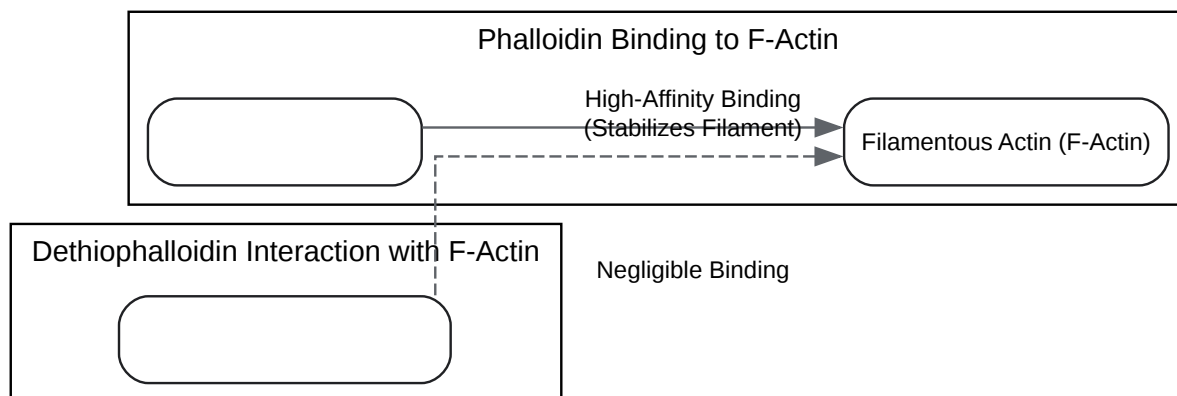 Phalloidin Binding to F-Actin
High-Affinity Binding
(Stabilizes Filament)
Filamentous Actin (F-Actin)
Dethiophalloidin Interaction with F-Actin
Negligible Binding